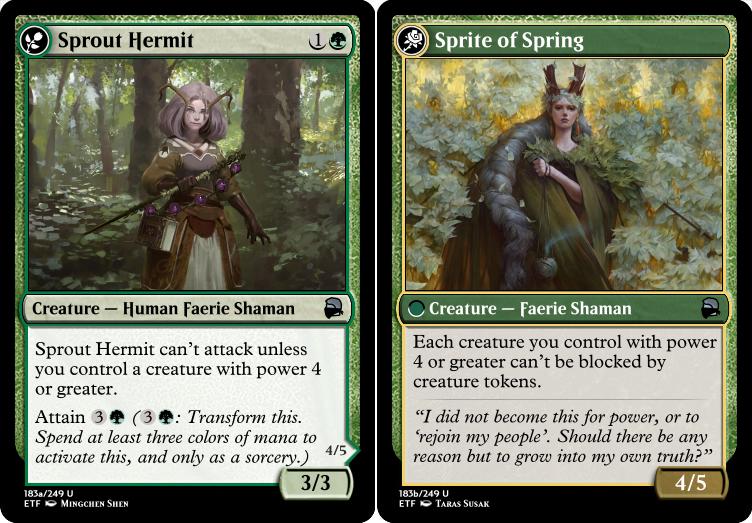 Sprout Hermit 1
Creature — Human Faerie Shaman
Sprout Hermit can't attack unless
you control a creature with power 4
or greater.
Attain 3 (3: Transform this.
Spend at least three colors of mana to
activate this, and only as a sorcery.)
4/5
3/3
183a/249 U
ETF Mingchen Shen
Sprite of Spring
Creature — Faerie Shaman
Each creature you control with power
4 or greater can't be blocked by
creature tokens.
“I did not become this for power, or to
‘rejoin my people’. Should there be any
reason but to grow into my own truth?”
4/5
183b/249 U
ETF Taras Susak